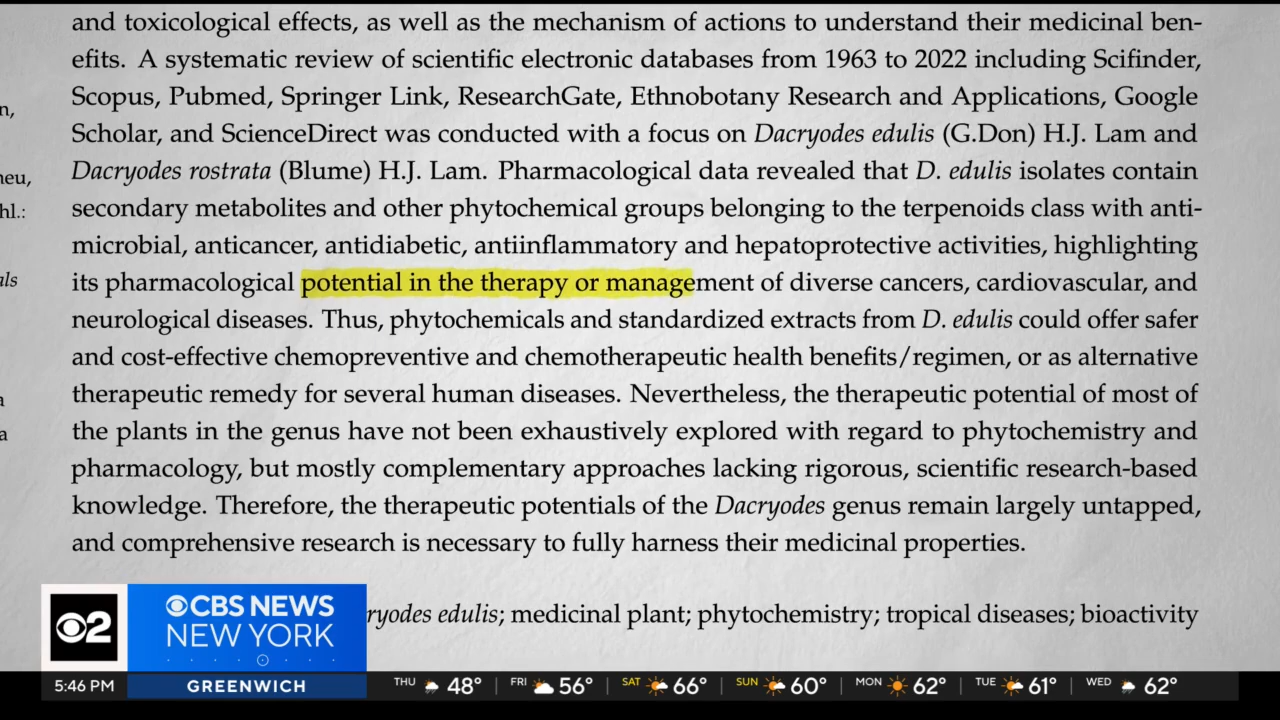 and toxicological effects, as well as the mechanism of actions to understand their medicinal ben-
efits. A systematic review of scientific electronic databases from 1963 to 2022 including Scifinder,
Scopus, Pubmed, Springer Link, ResearchGate, Ethnobotany Research and Applications, Google
n,
Scholar, and ScienceDirect was conducted with a focus on Dacryodes edulis (G.Don) H.J. Lam and
Dacryodes rostrata (Blume) H.J. Lam. Pharmacological data revealed that D. edulis isolates contain
neu,
secondary metabolites and other phytochemical groups belonging to the terpenoids class with anti-
hl.:
microbial, anticancer, antidiabetic, antiinflammatory and hepatoprotective activities, highlighting
its pharmacological potential in the therapy or management of diverse cancers, cardiovascular, and
als
neurological diseases. Thus, phytochemicals and standardized extracts from D. edulis could offer safer
and cost-effective chemopreventive and chemotherapeutic health benefits/regimen, or as alternative
therapeutic remedy for several human diseases. Nevertheless, the therapeutic potential of most of
a
the plants in the genus have not been exhaustively explored with regard to phytochemistry and
a
pharmacology, but mostly complementary approaches lacking rigorous, scientific research-based
knowledge. Therefore, the therapeutic potentials of the Dacryodes genus remain largely untapped,
and comprehensive research is necessary to fully harness their medicinal properties.
ryodes edulis; medicinal plant; phytochemistry; tropical diseases; bioactivity
2
CBS NEWS
NEW YORK
5:46 PM
GREENWICH
THU 48° | FRI 56° | SAT 66° | SUN 60° | MON 62° | TUE 61° | WED 62°